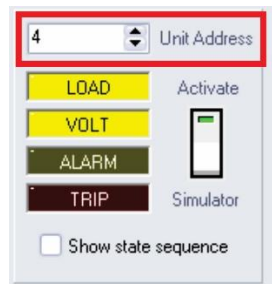 4 Unit Address
LOAD Activate
VOLT
ALARM
TRIP Simulator
Show state sequence